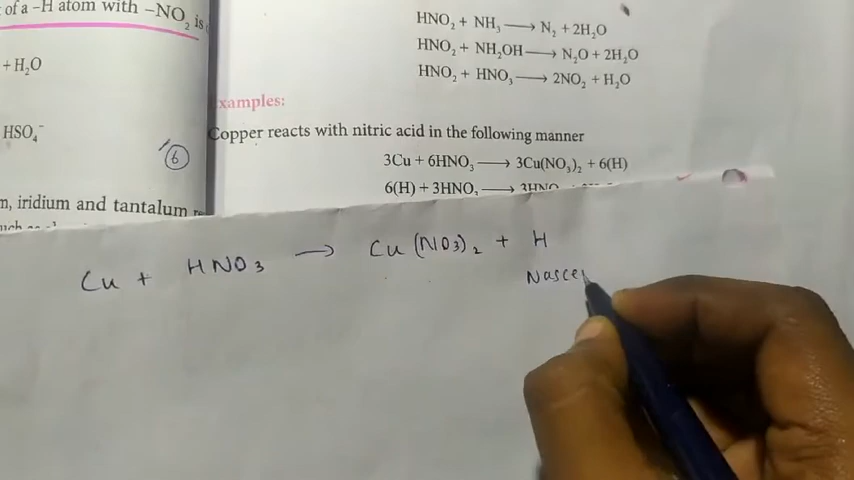 of a –H atom with –NO₂ is
+ H₂O
HSO₄⁻
6
m, iridium and tantalum
HNO₂ + NH₃ ⟶ N₂ + 2H₂O
HNO₂ + NH₂OH ⟶ N₂O + 2H₂O
HNO₂ + HNO₃ ⟶ 2NO₂ + H₂O
xamples:
Copper reacts with nitric acid in the following manner
3Cu + 6HNO₃ ⟶ 3Cu(NO₃)₂ + 6(H)
6(H) + 3HNO₃ ⟶ 3HNO
Cu + HNO3 ⟶ Cu(NO3)2 + H
Nasce